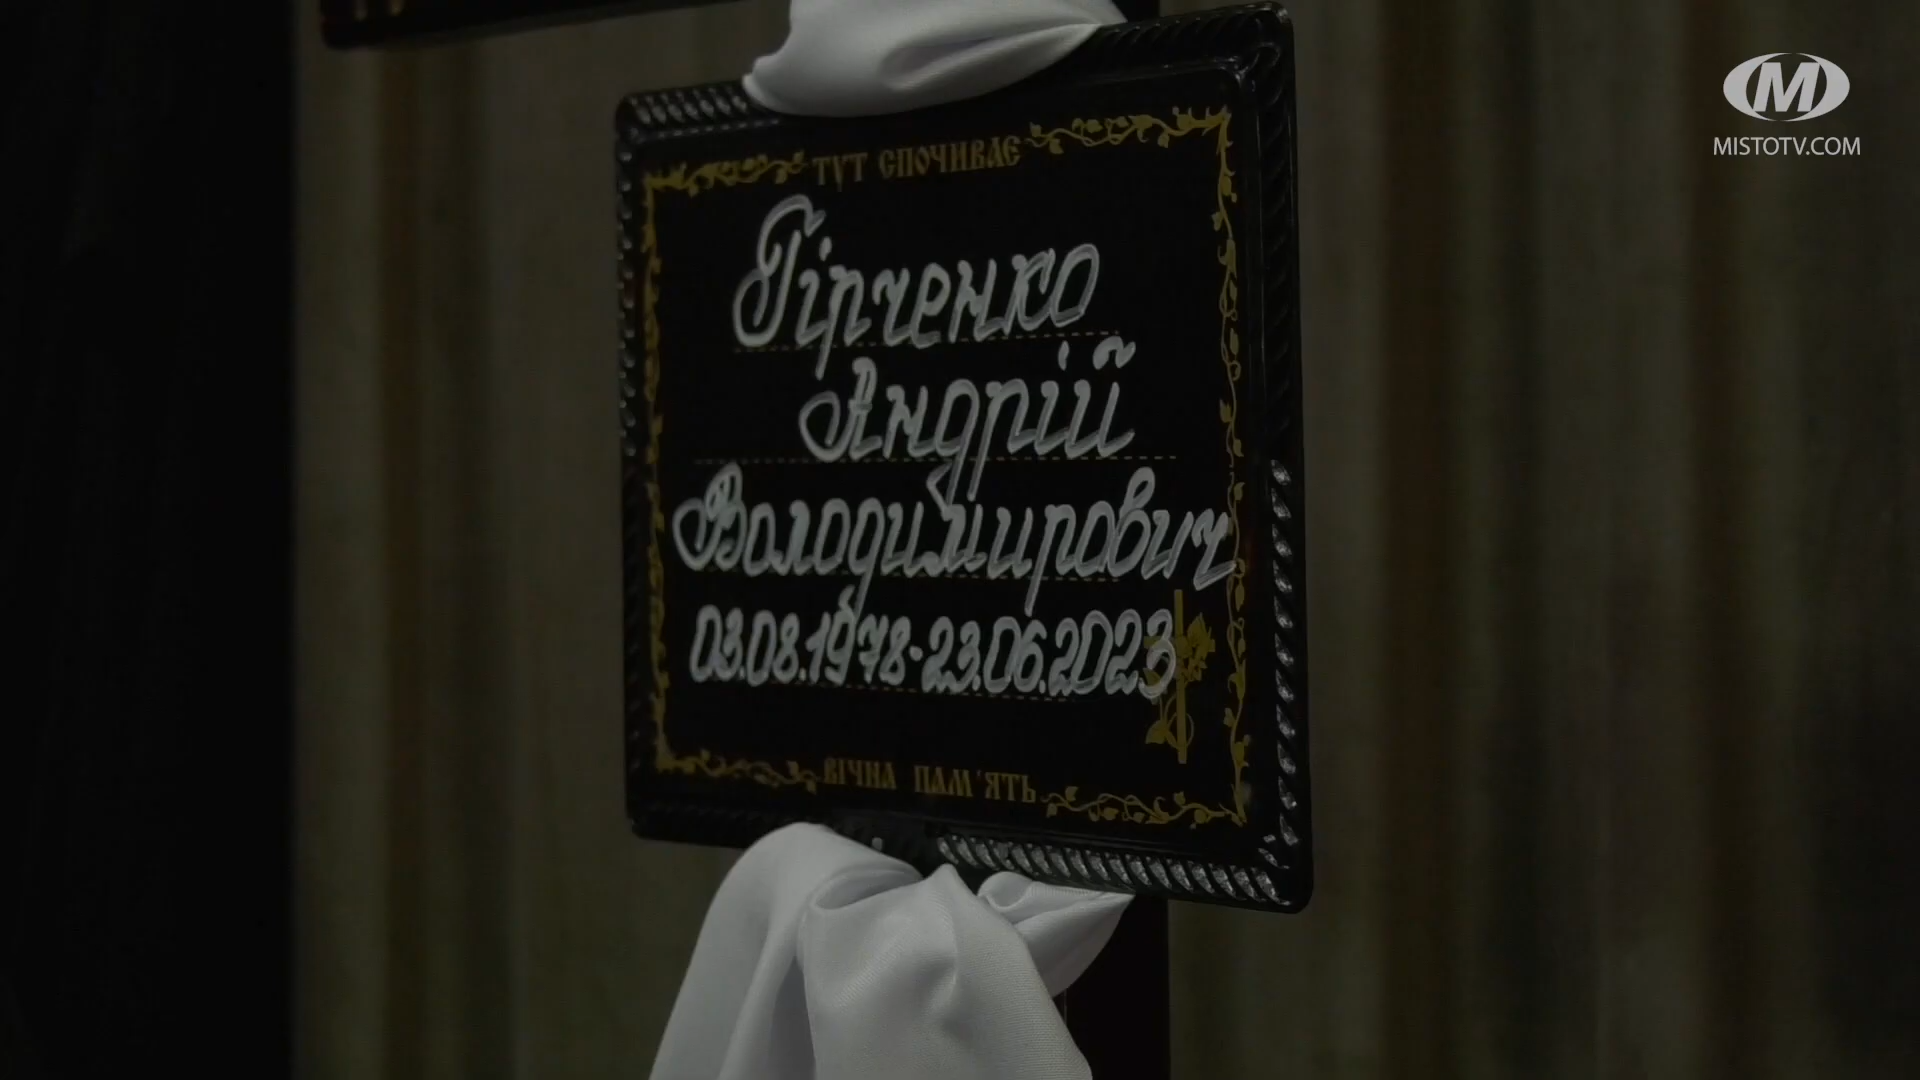 M
MISTOTV.COM
ТУТ СПОЧИВАЄ
Гірченко
Андрій
Володимирович
03.08.1978-23.06.2023
ВІЧНА ПАМ'ЯТЬ